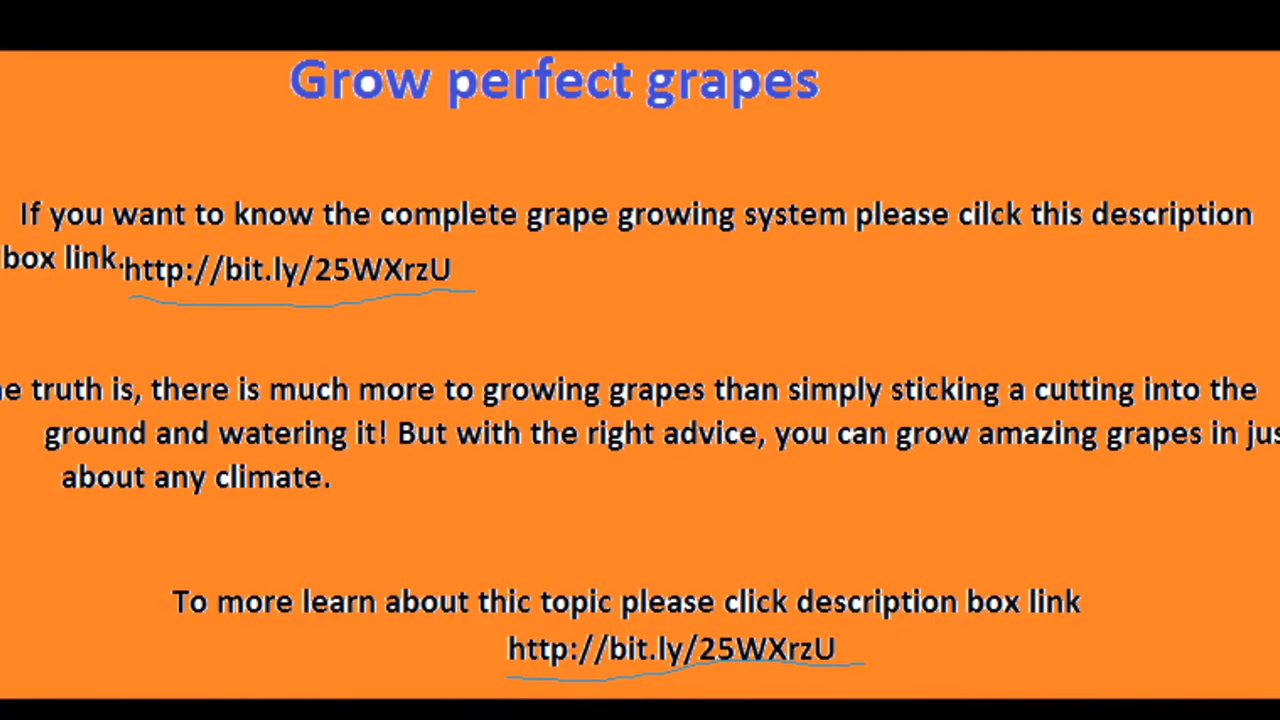 Grow perfect grapes
If you want to know the complete grape growing system please cilck this description
box link.http://bit.ly/25WXrzU
he truth is, there is much more to growing grapes than simply sticking a cutting into the
ground and watering it! But with the right advice, you can grow amazing grapes in jus
about any climate.
To more learn about thic topic please click description box link
http://bit.ly/25WXrzU